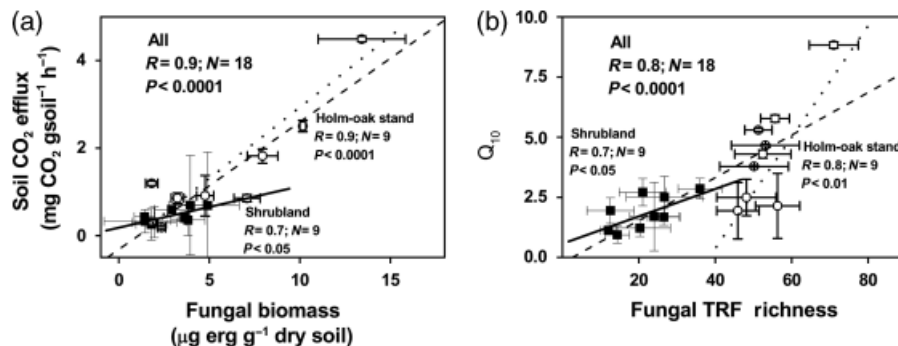 (a)
All
R= 0.9; N= 18
P< 0.0001
Holm-oak stand
R= 0.9; N= 9
P< 0.0001
Shrubland
R= 0.7; N= 9
P< 0.05
Soil CO2 efflux
(mg CO2 gsoil−1 h−1)
4
2
0
0 5 10 15
Fungal biomass
(μg erg g−1 dry soil)
(b)
All
R= 0.8; N= 18
P< 0.0001
Shrubland
R= 0.7; N= 9
P< 0.05
Holm-oak stand
R= 0.8; N= 9
P< 0.01
Q10
10.0
7.5
5.0
2.5
0.0
0 20 40 60 80
Fungal TRF richness